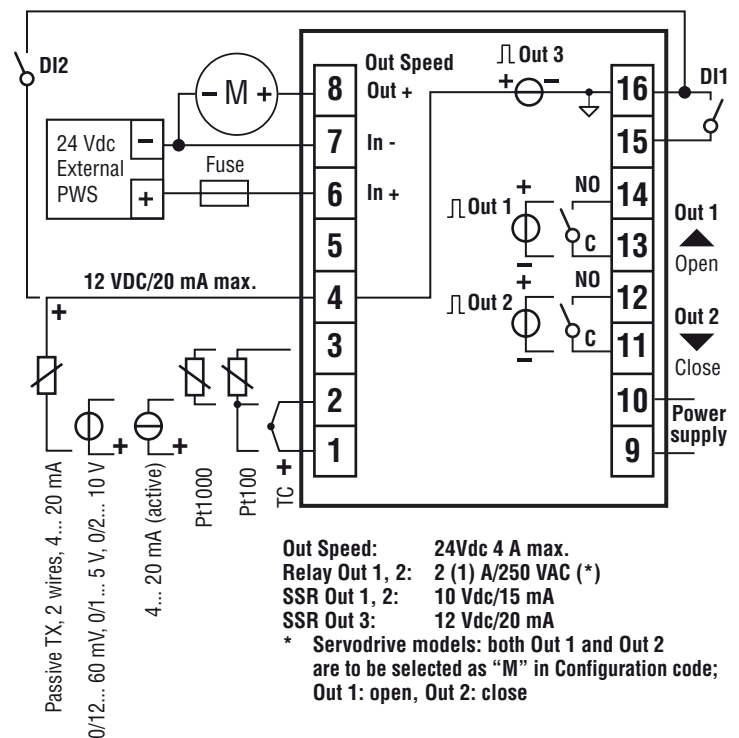 DI2
Out 3
+ −
Out Speed
− M +
8
Out +
16
DI1
24 Vdc
External
PWS
−
+
Fuse
7
In -
15
6
In +
Out 1
+
−
NO
C
14
Out 1
Open
5
13
12 VDC/20 mA max.
4
Out 2
+
−
NO
C
12
Out 2
Close
3
11
2
10
Power
supply
1
9
+
+
+
+
Passive TX, 2 wires, 4... 20 mA
0/12... 60 mV, 0/1... 5 V, 0/2... 10 V
4... 20 mA (active)
Pt1000
Pt100
TC
Out Speed: 24Vdc 4 A max.
Relay Out 1, 2: 2 (1) A/250 VAC (*)
SSR Out 1, 2: 10 Vdc/15 mA
SSR Out 3: 12 Vdc/20 mA
* Servodrive models: both Out 1 and Out 2
are to be selected as “M” in Configuration code;
Out 1: open, Out 2: close